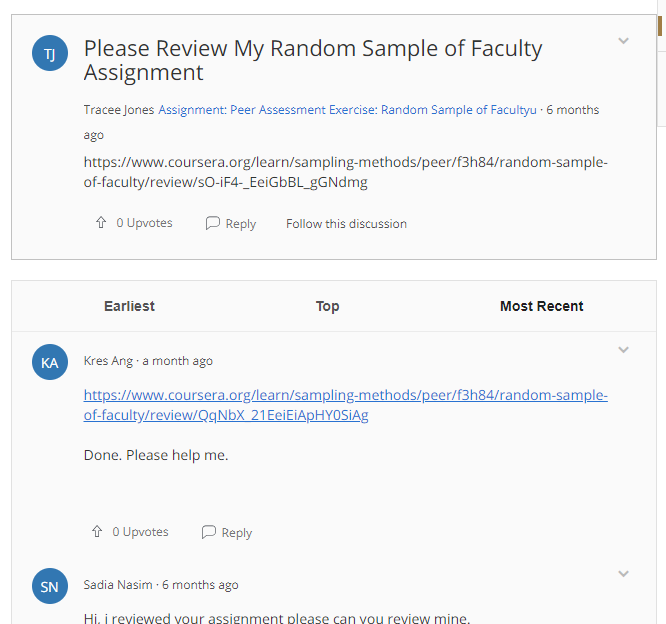 TJ
Please Review My Random Sample of Faculty
Assignment
Tracee Jones Assignment: Peer Assessment Exercise: Random Sample of Facultyu · 6 months
ago
https://www.coursera.org/learn/sampling-methods/peer/f3h84/random-sample-
of-faculty/review/sO-iF4-_EeiGbBL_gGNdmg
0 Upvotes Reply Follow this discussion
Earliest Top Most Recent
KA
Kres Ang · a month ago
https://www.coursera.org/learn/sampling-methods/peer/f3h84/random-sample-
of-faculty/review/QqNbX_21EeiEiApHY0SiAg
Done. Please help me.
0 Upvotes Reply
SN
Sadia Nasim · 6 months ago
Hi, i reviewed your assignment please can you review mine.